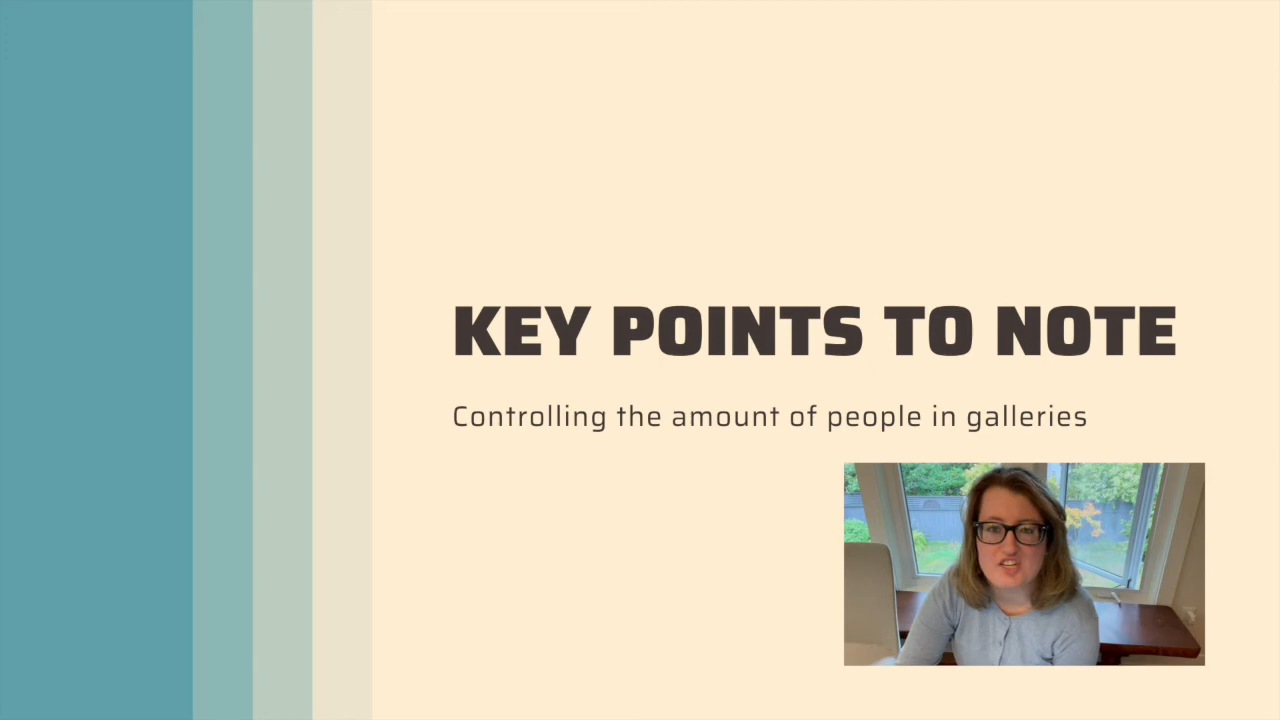 KEY POINTS TO NOTE
Controlling the amount of people in galleries